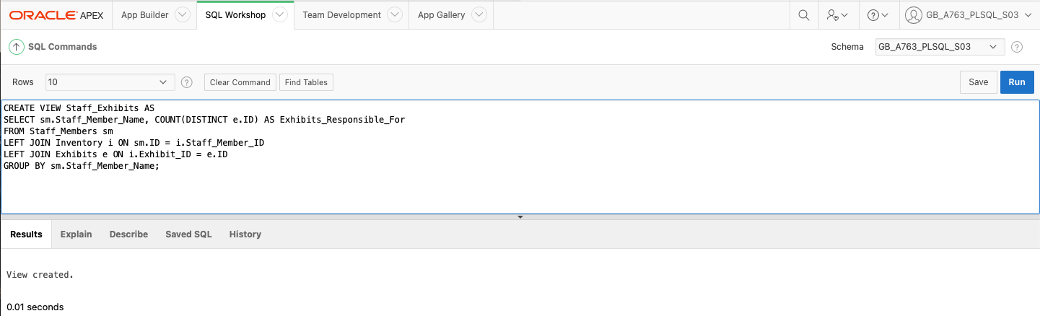 ORACLE APEX App Builder SQL Workshop Team Development App Gallery GB_A763_PLSQL_S03
SQL Commands Schema GB_A763_PLSQL_S03
Rows 10 Clear Command Find Tables Save Run
CREATE VIEW Staff_Exhibits AS
SELECT sm.Staff_Member_Name, COUNT(DISTINCT e.ID) AS Exhibits_Responsible_For
FROM Staff_Members sm
LEFT JOIN Inventory i ON sm.ID = i.Staff_Member_ID
LEFT JOIN Exhibits e ON i.Exhibit_ID = e.ID
GROUP BY sm.Staff_Member_Name;
Results Explain Describe Saved SQL History
View created.
0.01 seconds